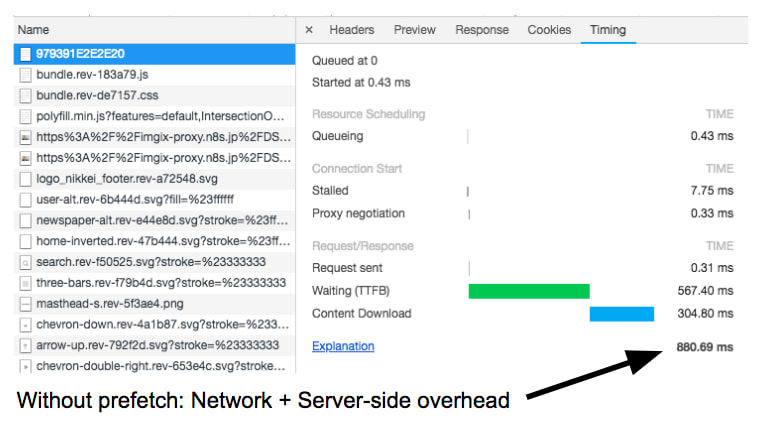 Name
× Headers Preview Response Cookies Timing
979391E2E2E20
bundle.rev-183a79.js
bundle.rev-de7157.css
polyfill.min.js?features=default,IntersectionO...
https%3A%2F%2Fimgix-proxy.n8s.jp%2FDS...
https%3A%2F%2Fimgix-proxy.n8s.jp%2FDS...
logo_nikkei_footer.rev-a72548.svg
user-alt.rev-6b444d.svg?fill=%23ffffff
newspaper-alt.rev-e44e8d.svg?stroke=%23ff...
home-inverted.rev-47b444.svg?stroke=%23ff...
search.rev-f50525.svg?stroke=%23333333
three-bars.rev-f79b4d.svg?stroke=%23333333
masthead-s.rev-5f3ae4.png
chevron-down.rev-4a1b87.svg?stroke=%233...
arrow-up.rev-792f2d.svg?stroke=%23333333
chevron-double-right.rev-653e4c.svg?stroke=...
Queued at 0
Started at 0.43 ms
Resource Scheduling TIME
Queueing 0.43 ms
Connection Start TIME
Stalled 7.75 ms
Proxy negotiation 0.33 ms
Request/Response TIME
Request sent 0.31 ms
Waiting (TTFB) 567.40 ms
Content Download 304.80 ms
Explanation 880.69 ms
Without prefetch: Network + Server-side overhead